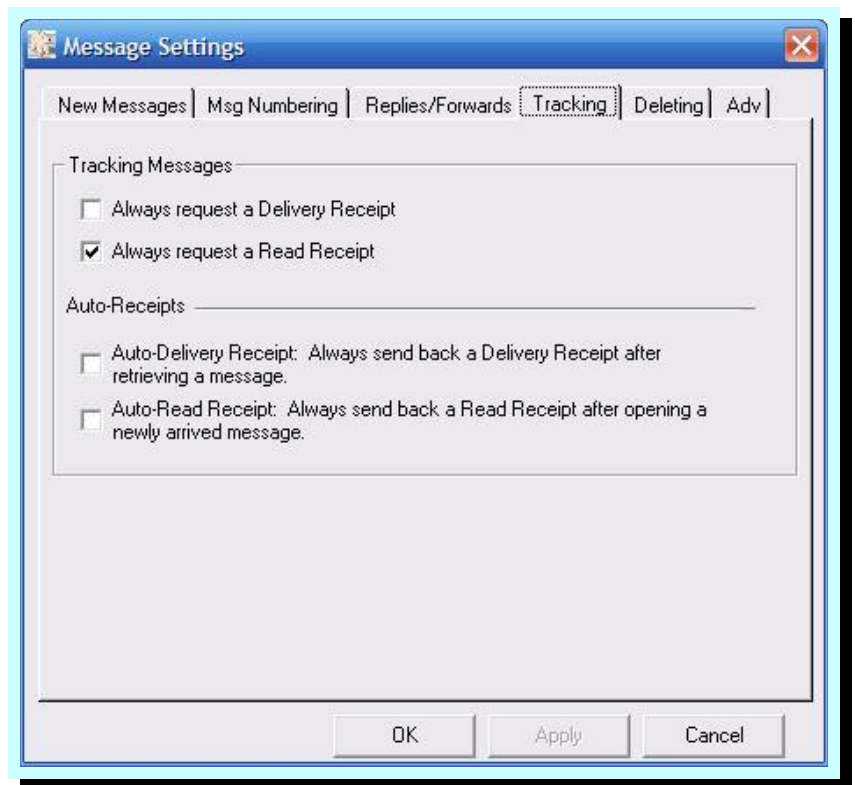 Message Settings
New Messages Msg Numbering Replies/Forwards Tracking Deleting Adv
Tracking Messages
Always request a Delivery Receipt
Always request a Read Receipt
Auto-Receipts
Auto-Delivery Receipt: Always send back a Delivery Receipt after
retrieving a message.
Auto-Read Receipt: Always send back a Read Receipt after opening a
newly arrived message.
OK Apply Cancel